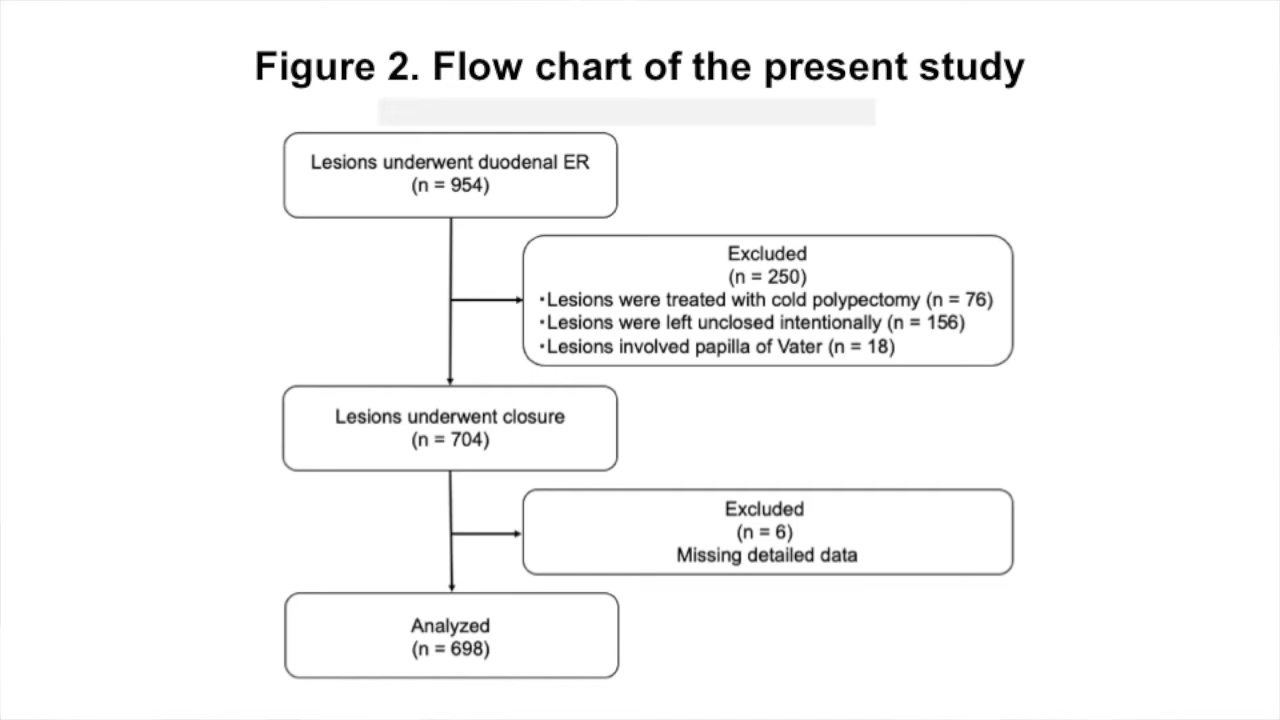 Figure 2. Flow chart of the present study
Lesions underwent duodenal ER
(n = 954)
Excluded
(n = 250)
・Lesions were treated with cold polypectomy (n = 76)
・Lesions were left unclosed intentionally (n = 156)
・Lesions involved papilla of Vater (n = 18)
Lesions underwent closure
(n = 704)
Excluded
(n = 6)
Missing detailed data
Analyzed
(n = 698)